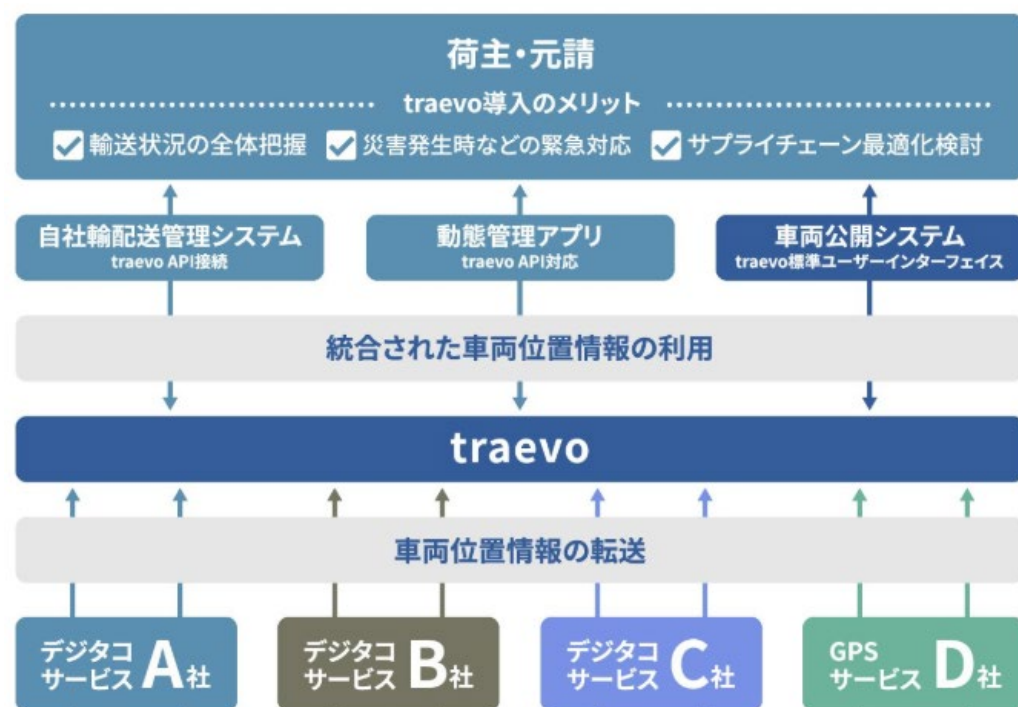 荷主・元請
traevo導入のメリット
輸送状況の全体把握 災害発生時などの緊急対応 サプライチェーン最適化検討
自社輸配送管理システム
traevo API接続
動態管理アプリ
traevo API対応
車両公開システム
traevo標準ユーザーインターフェイス
統合された車両位置情報の利用
traevo
車両位置情報の転送
デジタコ
サービス A社
デジタコ
サービス B社
デジタコ
サービス C社
GPS
サービス D社